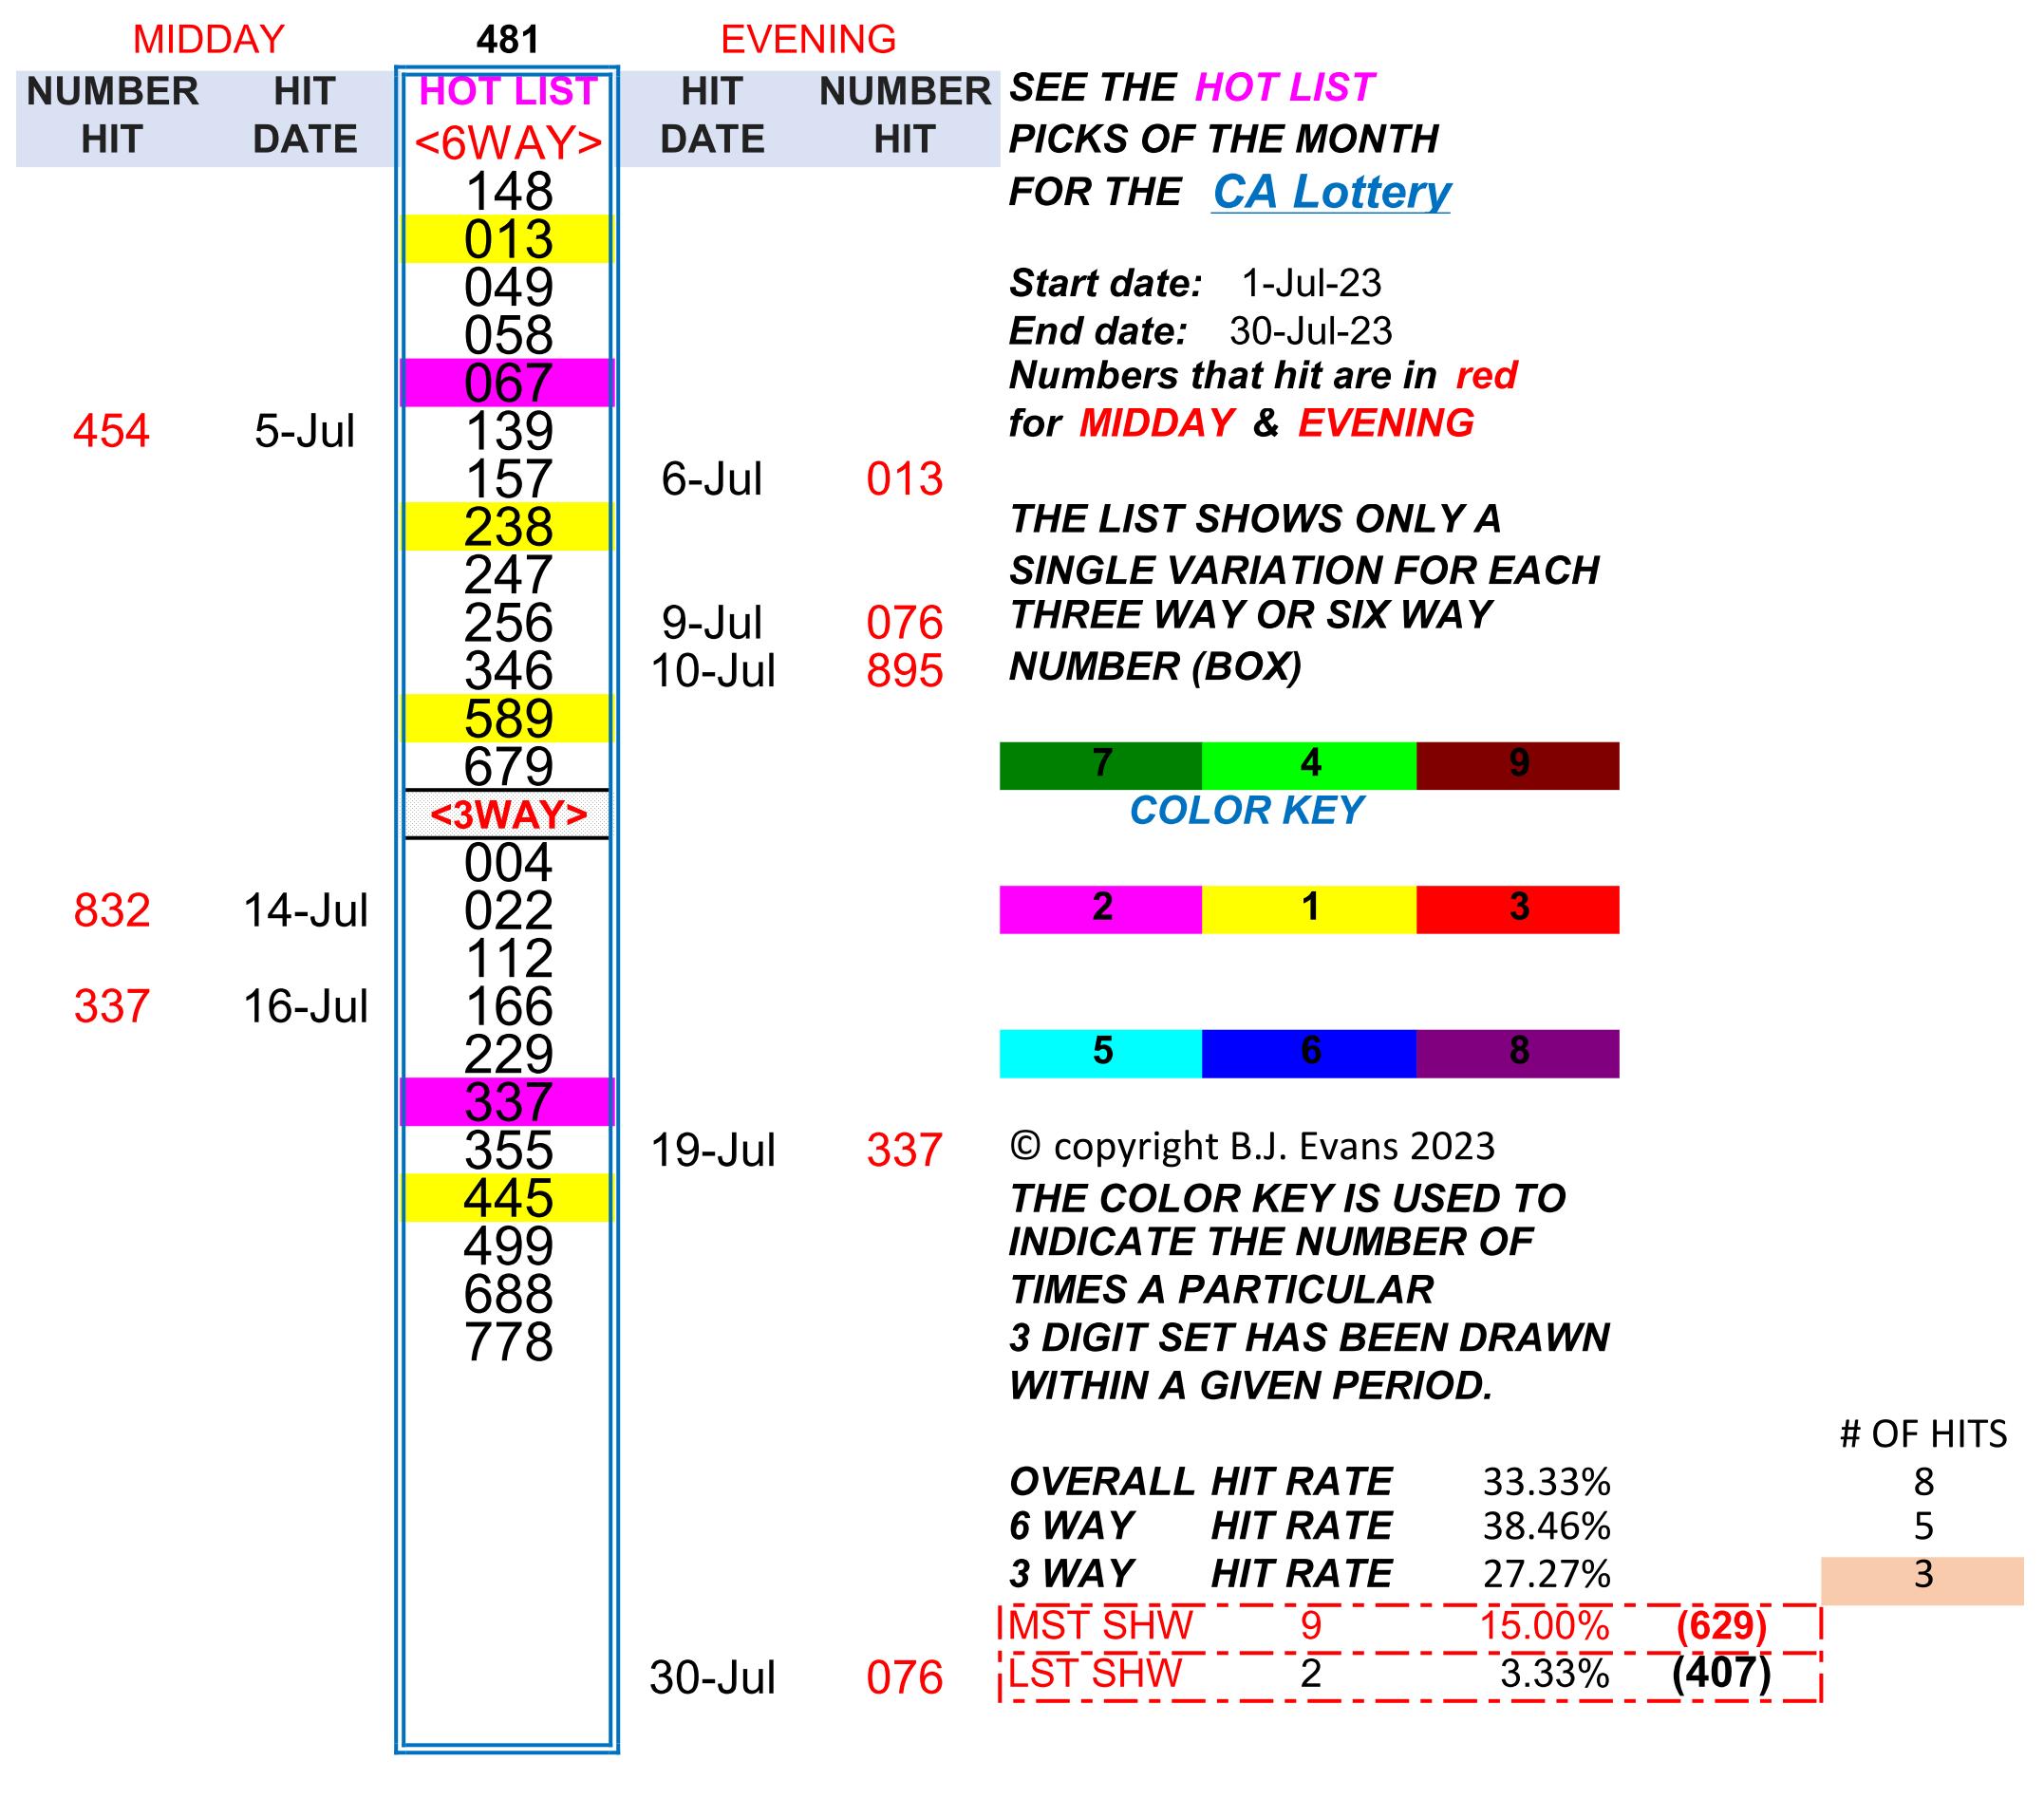 MIDDAY 481 EVENING
NUMBER HIT HOT LIST HIT NUMBER SEE THE HOT LIST
HIT DATE <6WAY> DATE HIT PICKS OF THE MONTH
148 FOR THE CA Lottery
013
049 Start date: 1-Jul-23
058 End date: 30-Jul-23
067 Numbers that hit are in red
454 5-Jul 139 for MIDDAY & EVENING
157 6-Jul 013
238 THE LIST SHOWS ONLY A
247 SINGLE VARIATION FOR EACH
256 9-Jul 076 THREE WAY OR SIX WAY
346 10-Jul 895 NUMBER (BOX)
589
679 7 4 9
<3WAY> COLOR KEY
004
832 14-Jul 022 2 1 3
112
337 16-Jul 166
229 5 6 8
337
355 19-Jul 337 © copyright B.J. Evans 2023
445 THE COLOR KEY IS USED TO
499 INDICATE THE NUMBER OF
688 TIMES A PARTICULAR
778 3 DIGIT SET HAS BEEN DRAWN
WITHIN A GIVEN PERIOD.
# OF HITS
OVERALL HIT RATE 33.33% 8
6 WAY HIT RATE 38.46% 5
3 WAY HIT RATE 27.27% 3
MST SHW 9 15.00% (629)
30-Jul 076 LST SHW 2 3.33% (407)